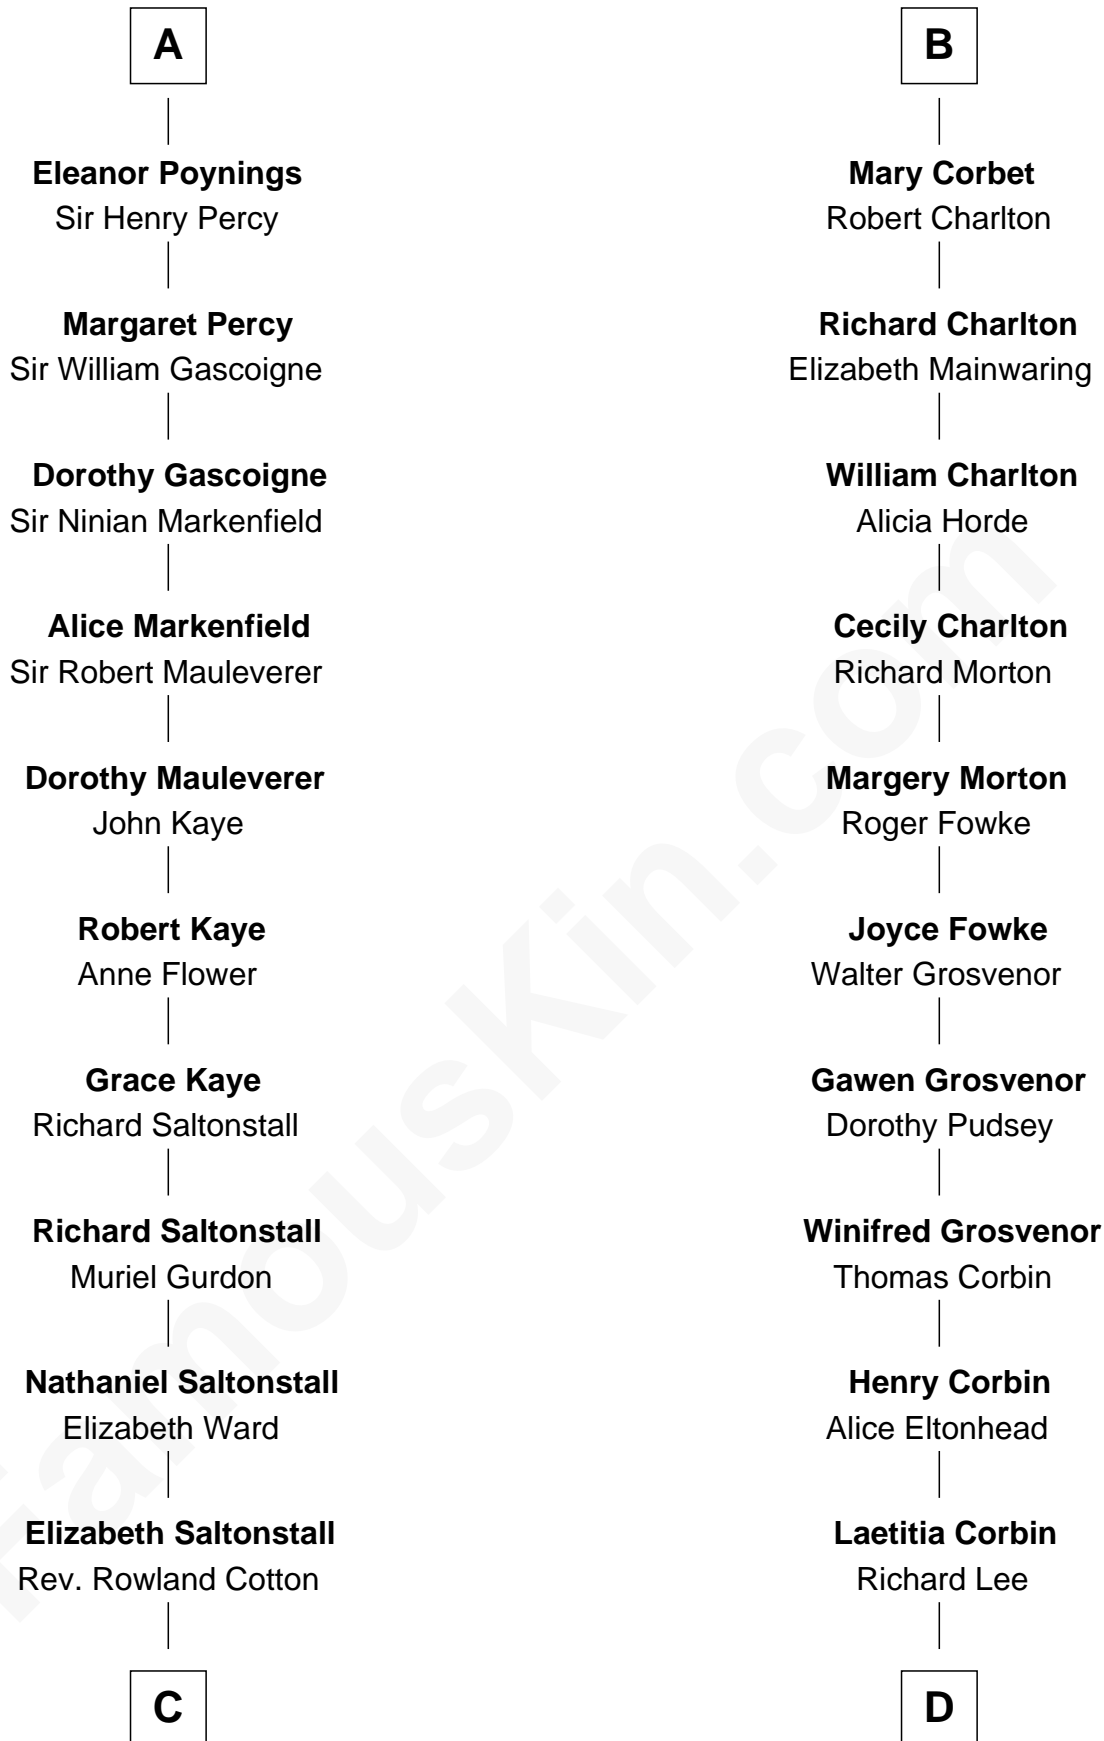 A
Eleanor Poynings
Sir Henry Percy
Margaret Percy
Sir William Gascoigne
Dorothy Gascoigne
Sir Ninian Markenfield
Alice Markenfield
Sir Robert Mauleverer
Dorothy Mauleverer
John Kaye
Robert Kaye
Anne Flower
Grace Kaye
Richard Saltonstall
Richard Saltonstall
Muriel Gurdon
Nathaniel Saltonstall
Elizabeth Ward
Elizabeth Saltonstall
Rev. Rowland Cotton
C
B
Mary Corbet
Robert Charlton
Richard Charlton
Elizabeth Mainwaring
William Charlton
Alicia Horde
Cecily Charlton
Richard Morton
Margery Morton
Roger Fowke
Joyce Fowke
Walter Grosvenor
Gawen Grosvenor
Dorothy Pudsey
Winifred Grosvenor
Thomas Corbin
Henry Corbin
Alice Eltonhead
Laetitia Corbin
Richard Lee
D
FamousKin.com